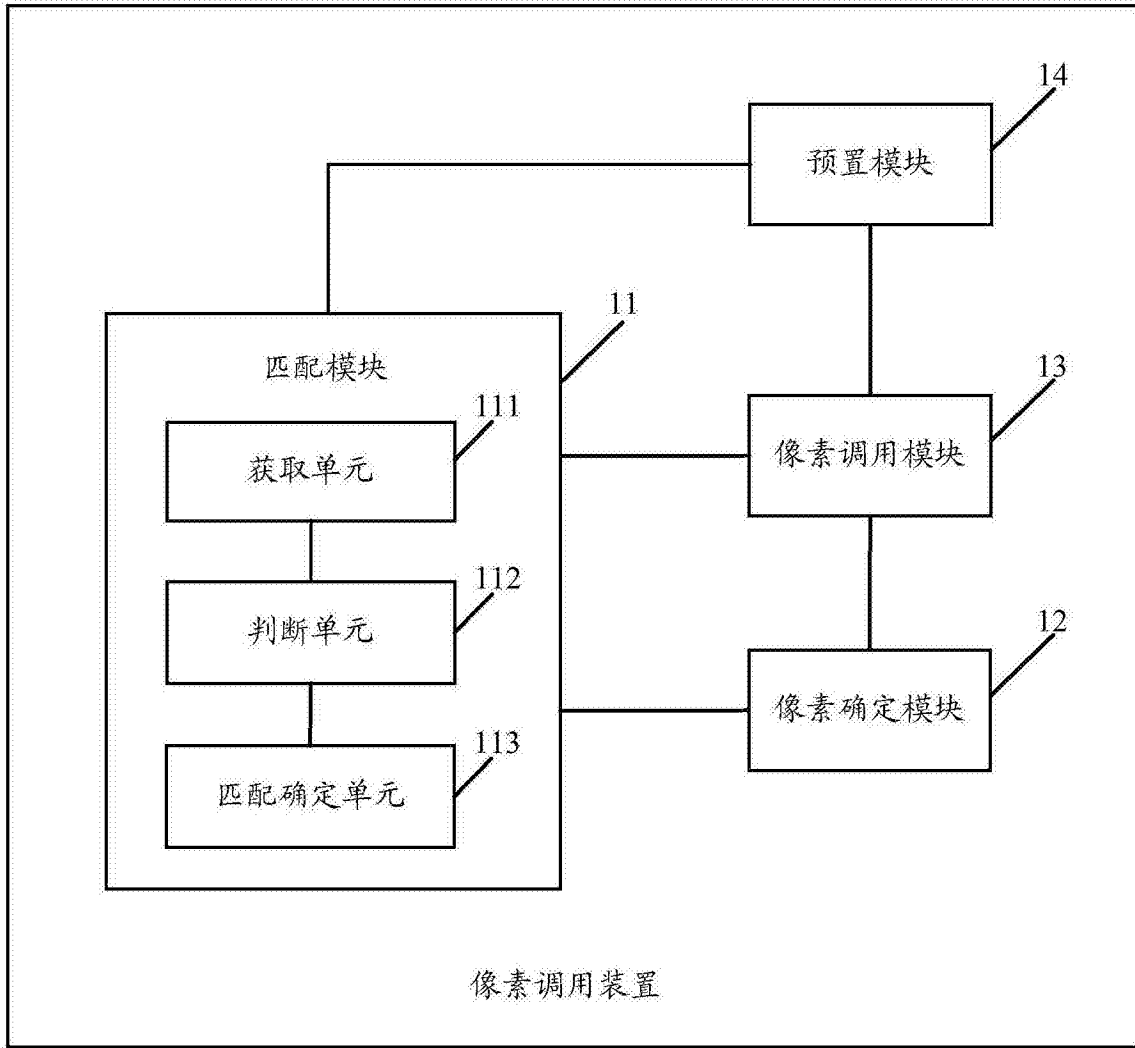 14
预置模块
11
匹配模块
13
111
像素调用模块
获取单元
112
判断单元
12
像素确定模块
113
匹配确定单元
像素调用装置